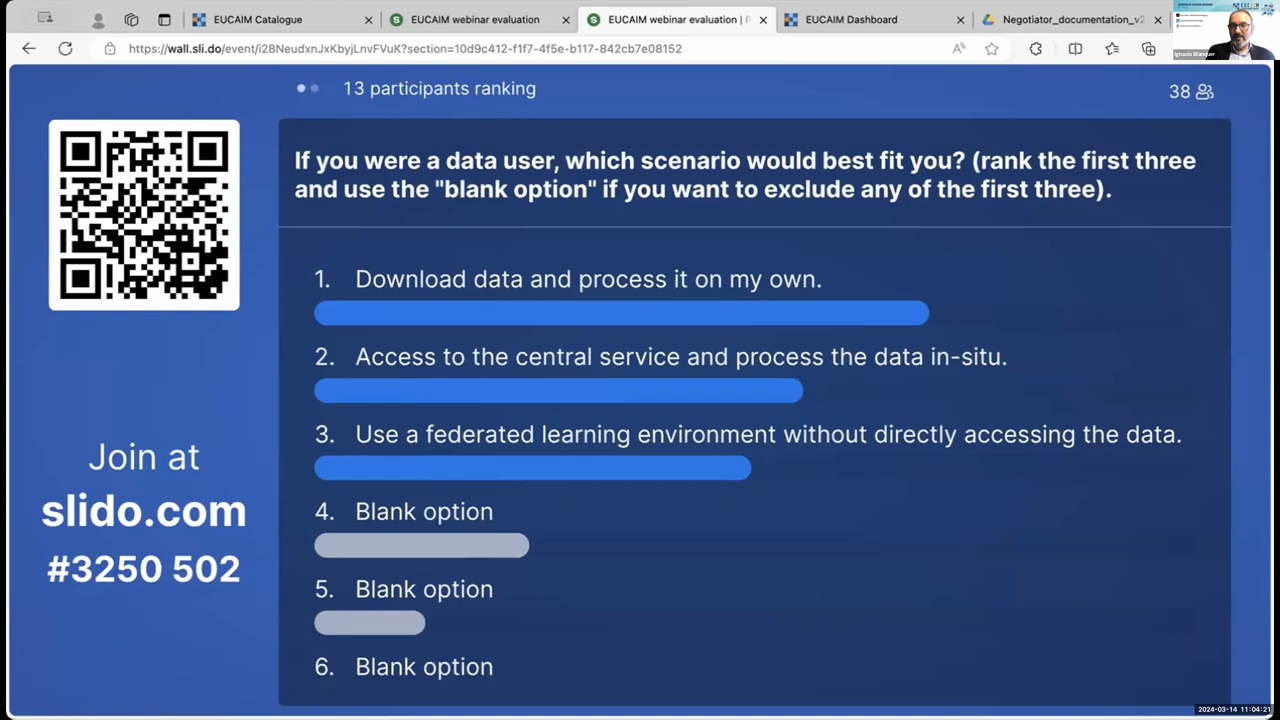 EUCAIM Catalogue
EUCAIM webinar evaluation
EUCAIM webinar evaluation | P
EUCAIM Dashboard
Negotiator_documentation_v2
https://wall.sli.do/event/i28NeudxnJxKbyjLnvFVuK?section=10d9c412-f1f7-4f5e-b117-842cb7e08152
Ignacio Blanquer
13 participants ranking
38
If you were a data user, which scenario would best fit you? (rank the first three
and use the "blank option" if you want to exclude any of the first three).
1. Download data and process it on my own.
2. Access to the central service and process the data in-situ.
3. Use a federated learning environment without directly accessing the data.
4. Blank option
5. Blank option
6. Blank option
Join at
slido.com
#3250 502
2024-03-14 11:04:21